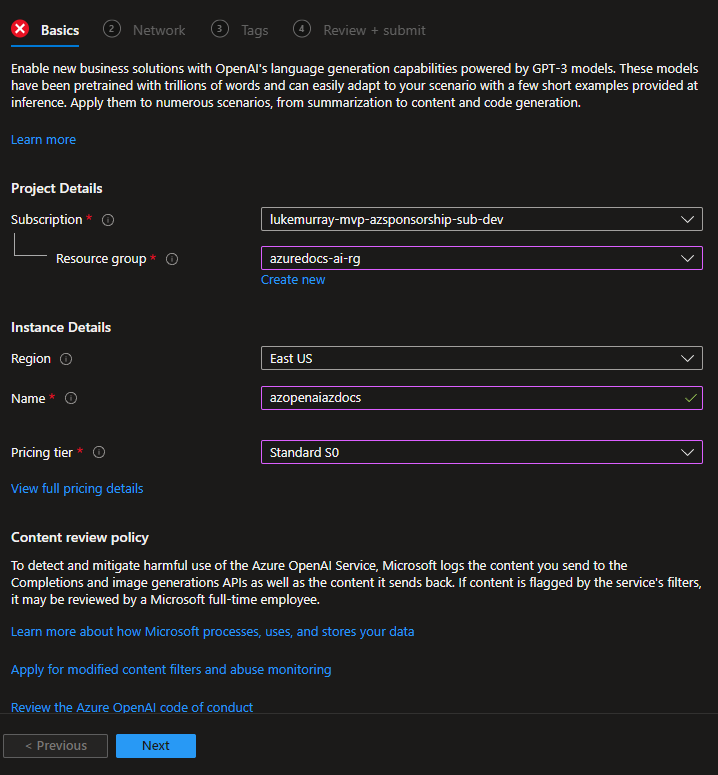 Basics 2 Network 3 Tags 4 Review + submit
Enable new business solutions with OpenAI's language generation capabilities powered by GPT-3 models. These models
have been pretrained with trillions of words and can easily adapt to your scenario with a few short examples provided at
inference. Apply them to numerous scenarios, from summarization to content and code generation.
Learn more
Project Details
Subscription * lukemurray-mvp-azsponsorship-sub-dev
Resource group * azuredocs-ai-rg
Create new
Instance Details
Region East US
Name * azopenaiazdocs
Pricing tier * Standard S0
View full pricing details
Content review policy
To detect and mitigate harmful use of the Azure OpenAI Service, Microsoft logs the content you send to the
Completions and image generations APIs as well as the content it sends back. If content is flagged by the service's filters,
it may be reviewed by a Microsoft full-time employee.
Learn more about how Microsoft processes, uses, and stores your data
Apply for modified content filters and abuse monitoring
Review the Azure OpenAI code of conduct
< Previous Next